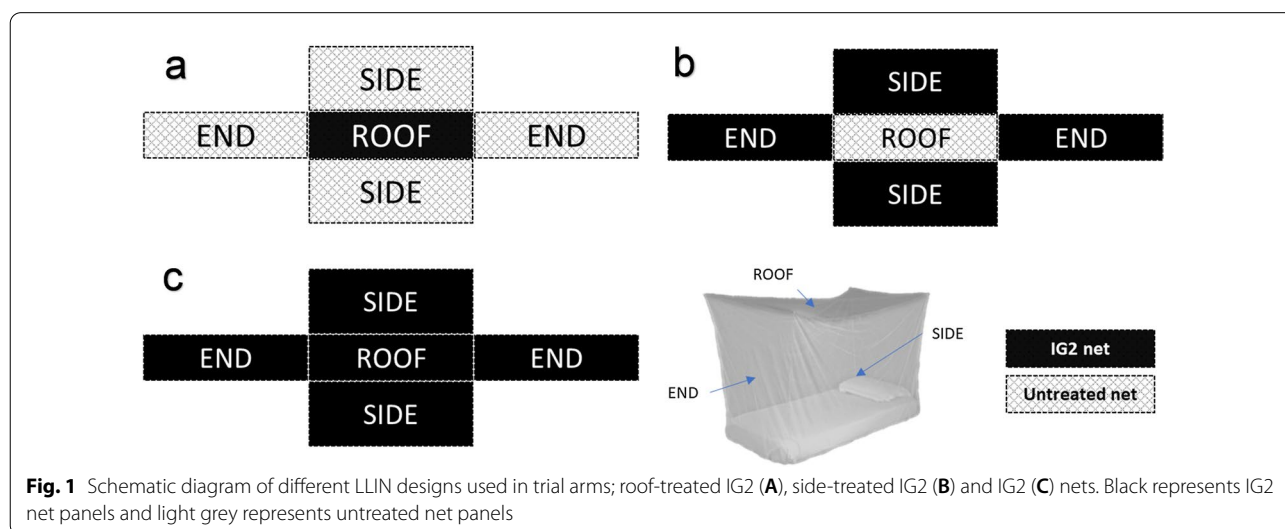 a
SIDE
END ROOF END
SIDE
b
SIDE
END ROOF END
SIDE
c
SIDE
END ROOF END
SIDE
ROOF
SIDE
END
IG2 net
Untreated net
Fig. 1 Schematic diagram of different LLIN designs used in trial arms; roof-treated IG2 (A), side-treated IG2 (B) and IG2 (C) nets. Black represents IG2
net panels and light grey represents untreated net panels